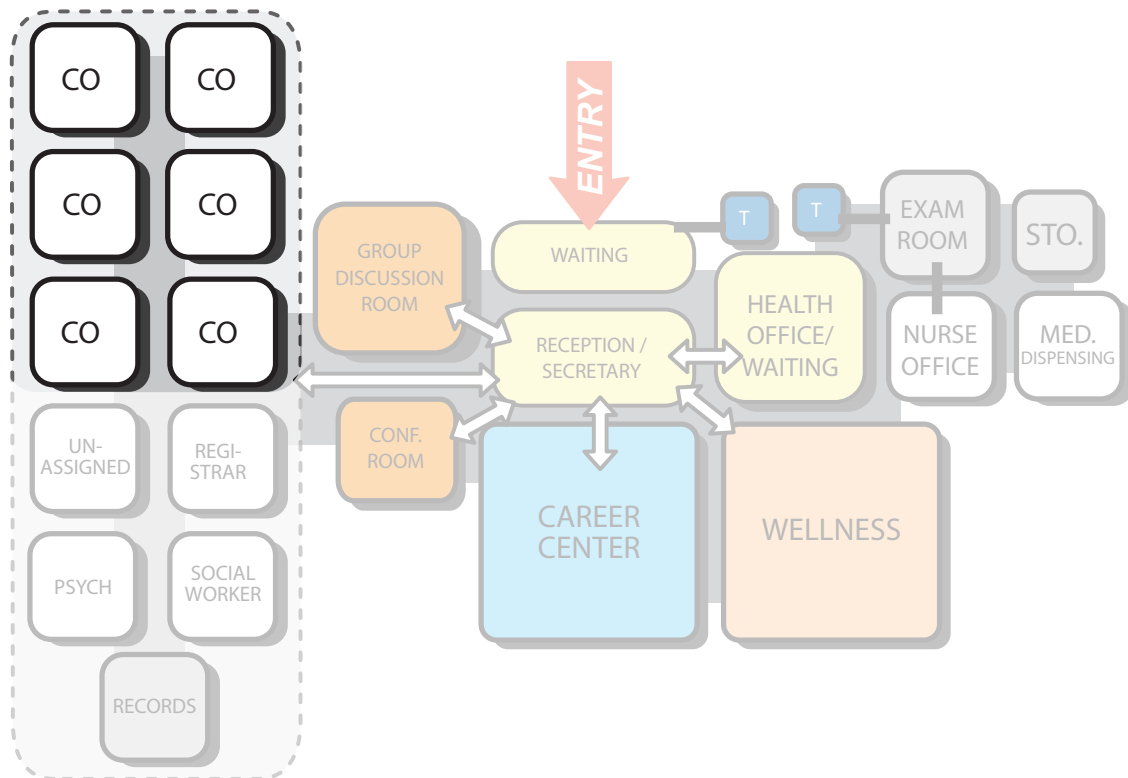 CO
CO
CO
CO
CO
CO
UN-
ASSIGNED
REGI-
STRAR
PSYCH
SOCIAL
WORKER
RECORDS
GROUP
DISCUSSION
ROOM
CONF.
ROOM
ENTRY
WAITING
RECEPTION /
SECRETARY
CAREER
CENTER
T
T
HEALTH
OFFICE/
WAITING
WELLNESS
EXAM
ROOM
STO.
NURSE
OFFICE
MED.
DISPENSING